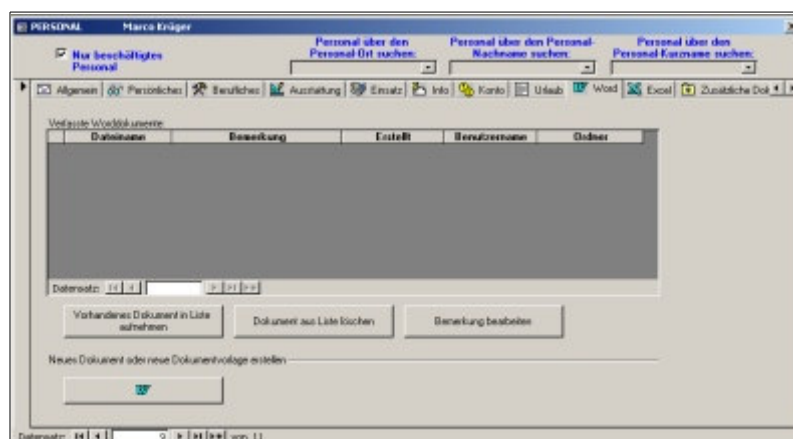 PERSONAL Marco Krüger
Nur beschäftigtes
Personal
Personal über den
Personal Ort suchen:
Personal über den Personal-
Nachname suchen:
Personal über den
Personal-Kurzname suchen:
Allgemein Persönliches Berufliches Ausstattung Einsatz Info Konto Urlaub Word Excel Zusätzliche Dok
Verfasste Worddokumente:
Dateiname Bemerkung Erstellt Benutzername Ordner
Datensatz:
Vorhandenes Dokument in Liste
aufnehmen
Dokument aus Liste löschen
Bemerkung bearbeiten
Neues Dokument oder neue Dokumentvorlage erstellen
Datensatz: 9 von 11